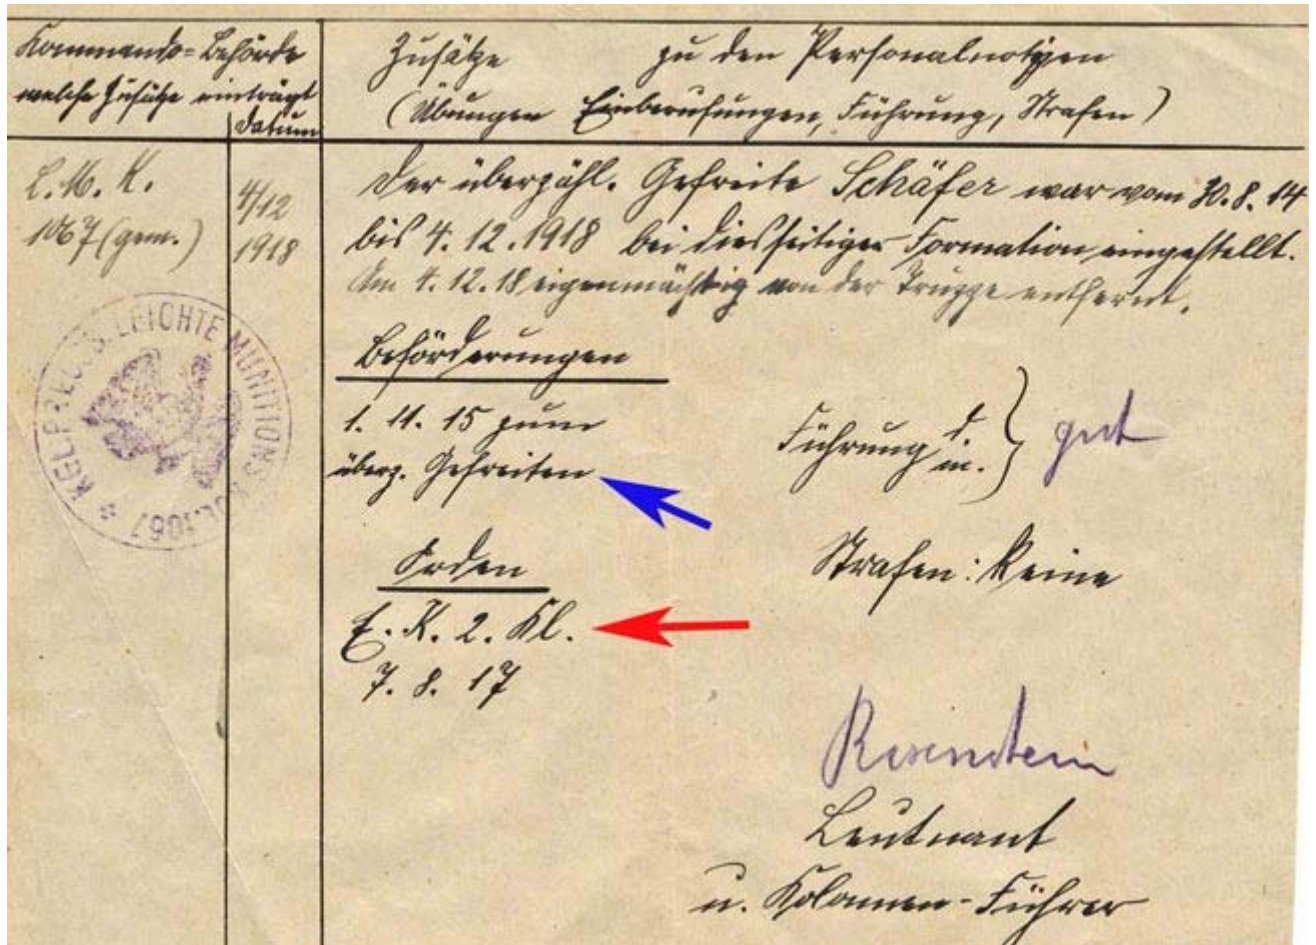 Kommando-Behörde
welche Zusätze einträgt
Datum
Zusätze zu den Personalnotizen
(Übungen Einberufungen, Führung, Strafen)
L. M. K.
1067 (gem.)
4/12
1918
Der überzähl. Gefreite Schäfer war vom 30. 8. 14
bis 4. 12. 1918 bei diesseitiger Formation eingestellt.
Am 4. 12. 18 eigenmächtig von der Truppe entfernt.
LEICHTE MUNITIONS KOL. 1067
Beförderungen
1. 11. 15 zum
überz. Gefreiten
Führung d. in. } gut
Orden
E. K. 2. Kl.
7. 8. 17
Strafen: Keine
Rosenstein
Leutnant
u. Kolonnen-Führer